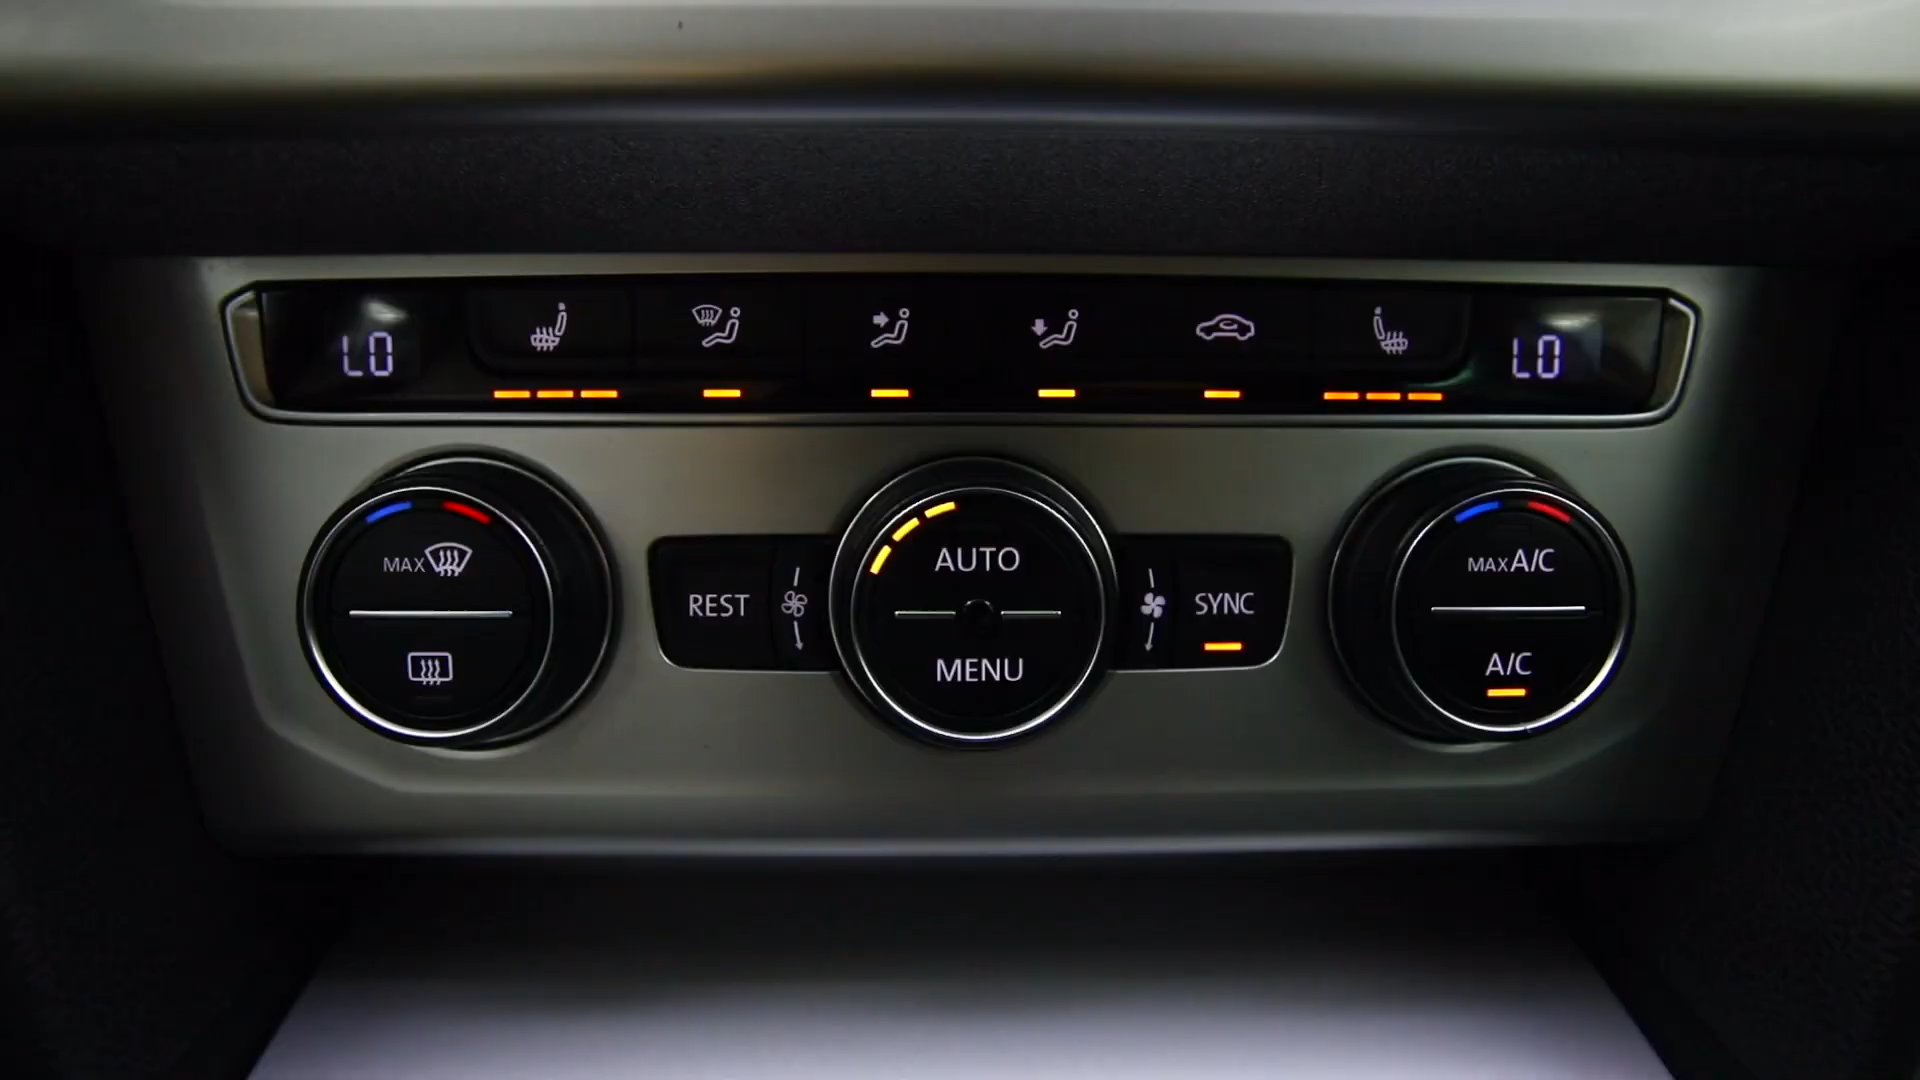 LO
LO
MAX
AUTO
MAX A/C
REST
SYNC
MENU
A/C